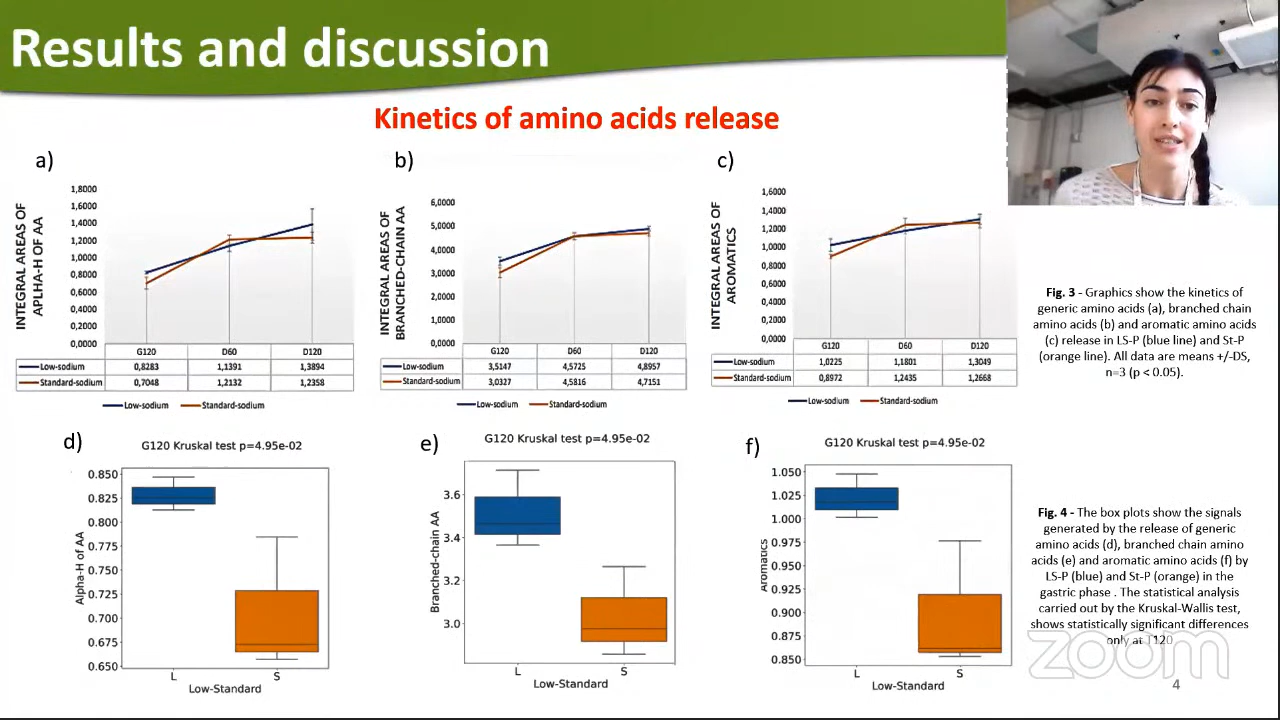 Results and discussion
Kinetics of amino acids release
a)
INTEGRAL AREAS OF
APLHA-H OF AA
1,8000
1,6000
1,4000
1,2000
1,0000
0,8000
0,6000
0,4000
0,2000
0,0000
G120 D60 D120
Low-sodium 0,8283 1,1391 1,3894
Standard-sodium 0,7048 1,2132 1,2358
Low-sodium Standard-sodium
b)
INTEGRAL AREAS OF
BRANCHED-CHAIN AA
6,0000
5,0000
4,0000
3,0000
2,0000
1,0000
0,0000
G120 D60 D120
Low-sodium 3,5147 4,5725 4,8957
Standard-sodium 3,0327 4,5816 4,7151
Low-sodium Standard-sodium
c)
INTEGRAL AREAS OF
AROMATICS
1,6000
1,4000
1,2000
1,0000
0,8000
0,6000
0,4000
0,2000
0,0000
G120 D60 D120
Low-sodium 1,0225 1,1801 1,3049
Standard-sodium 0,8972 1,2435 1,2668
Low-sodium Standard-sodium
Fig. 3 - Graphics show the kinetics of
generic amino acids (a), branched chain
amino acids (b) and aromatic amino acids
(c) release in LS-P (blue line) and St-P
(orange line). All data are means +/-DS,
n=3 (p < 0.05).
d)
G120 Kruskal test p=4.95e-02
Alpha-H of AA
0.850
0.825
0.800
0.775
0.750
0.725
0.700
0.675
0.650
L S
Low-Standard
e)
G120 Kruskal test p=4.95e-02
Branched-chain AA
3.6
3.4
3.2
3.0
L S
Low-Standard
f)
G120 Kruskal test p=4.95e-02
Aromatics
1.050
1.025
1.000
0.975
0.950
0.925
0.900
0.875
0.850
L S
Low-Standard
Fig. 4 - The box plots show the signals
generated by the release of generic
amino acids (d), branched chain amino
acids (e) and aromatic amino acids (f) by
LS-P (blue) and St-P (orange) in the
gastric phase . The statistical analysis
carried out by the Kruskal-Wallis test,
shows statistically significant differences
only at T120
zoom
4